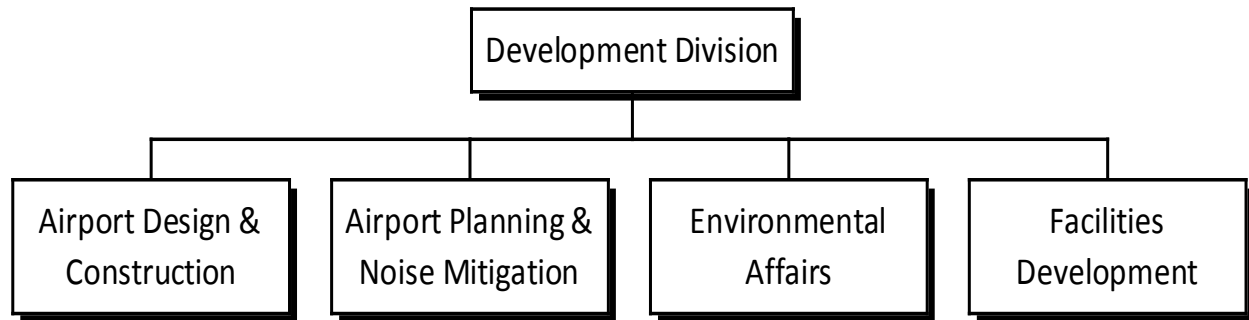 Development Division
Airport Design &
Construction
Airport Planning &
Noise Mitigation
Environmental
Affairs
Facilities
Development